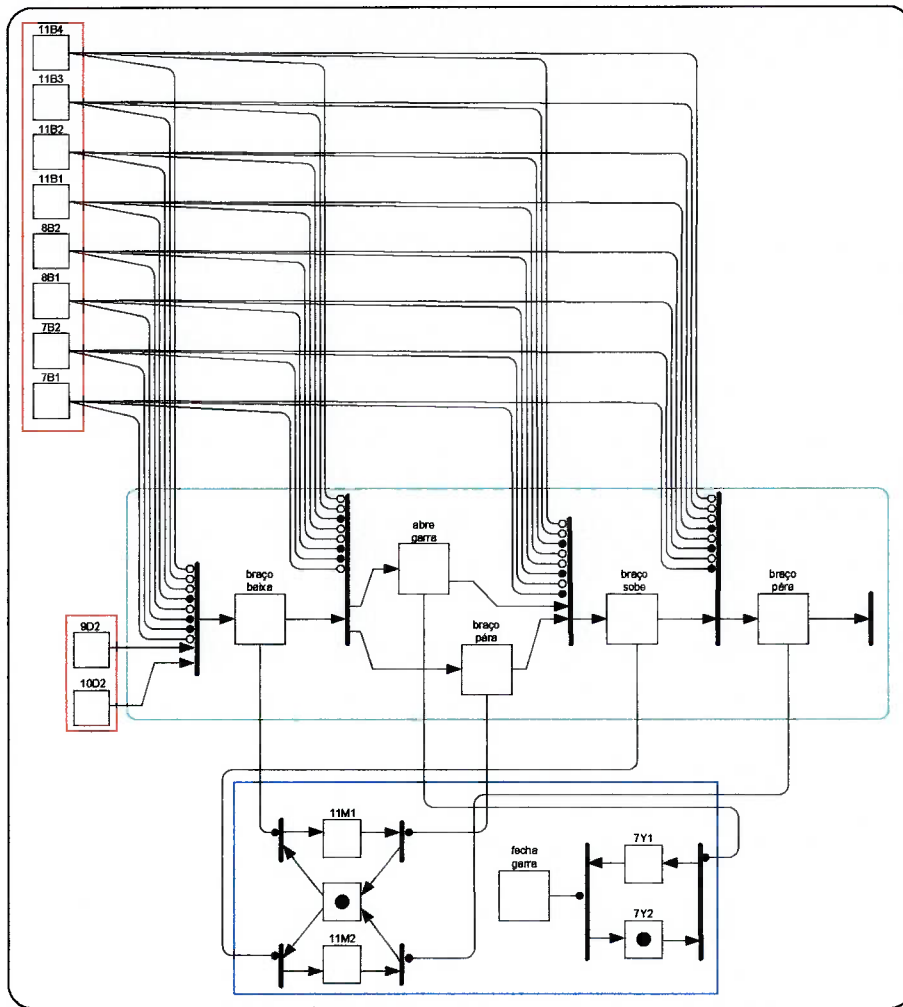 11B4
11B3
11B2
11B1
8B2
8B1
7B2
7B1
abre
garra
braço
baixa
braço
sobe
braço
pára
9D2
braço
pára
10D2
11M1
fecha
garra
7Y1
7Y2
11M2